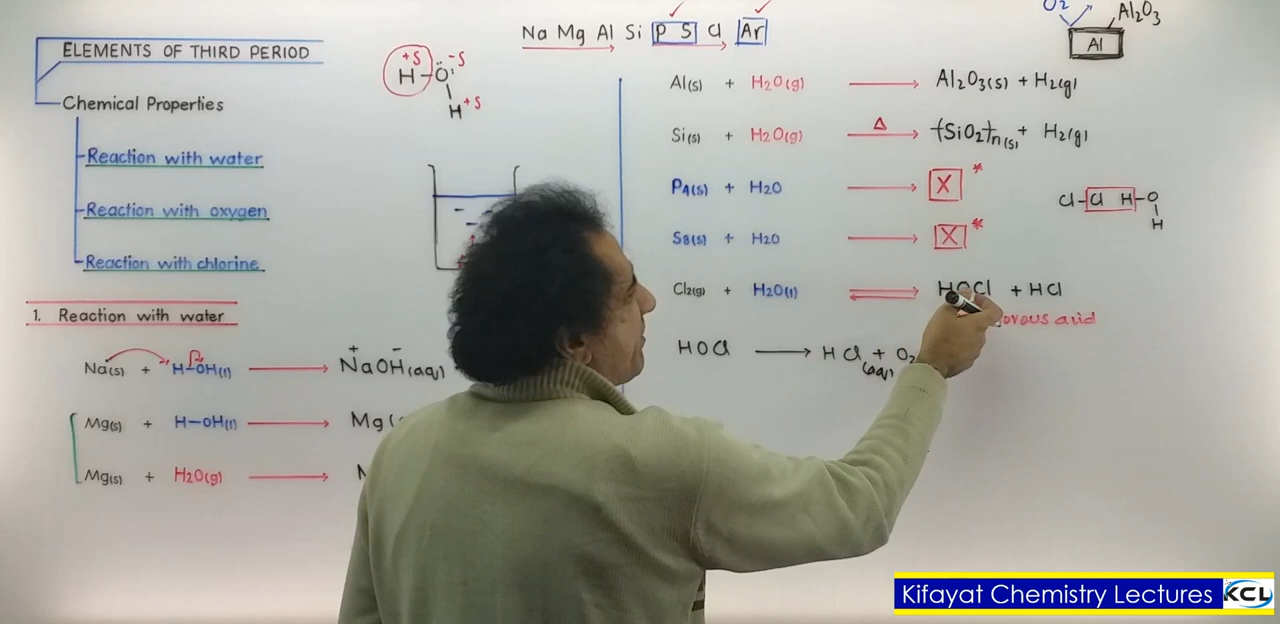 ELEMENTS OF THIRD PERIOD
Chemical Properties
Reaction with water
Reaction with oxygen
Reaction with chlorine
1. Reaction with water
Na(s) + H-OH(l) → NaOH(aq)
+ -
Mg(s) + H-OH(l) → Mg(
Mg(s) + H2O(g) →
+δ -δ
H-Ö:
H +δ
Na Mg Al Si P S Cl Ar
Al(s) + H2O(g) → Al2O3(s) + H2(g)
Si(s) + H2O(g) Δ→ (SiO2)n(s) + H2(g)
P4(s) + H2O → X *
S8(s) + H2O → X *
Cl2(g) + H2O(l) ⇌ HOCl + HCl
orous acid
HOCl → HCl(aq) + O2
O2 Al2O3
Al
Cl-Cl H-O
H
Kifayat Chemistry Lectures KCL